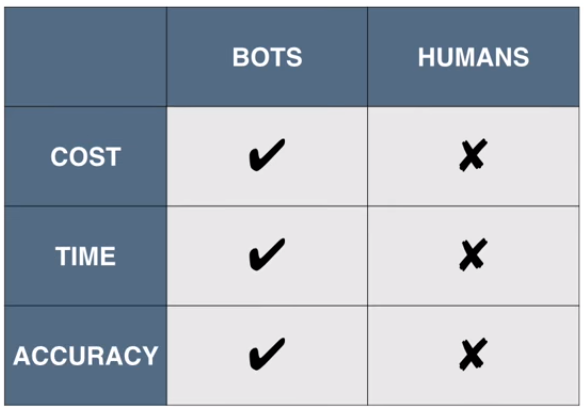 BOTS HUMANS
COST ✔ ✘
TIME ✔ ✘
ACCURACY ✔ ✘